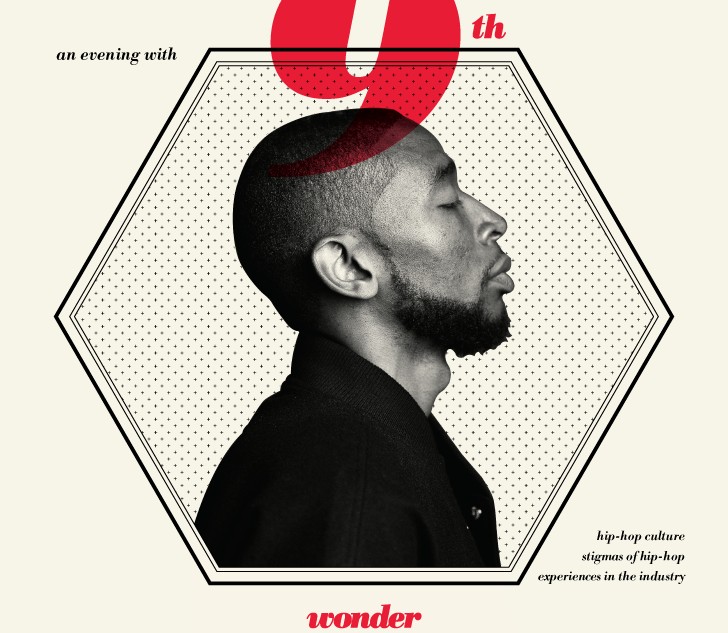 an evening with
9th
wonder
hip-hop culture
stigmas of hip-hop
experiences in the industry